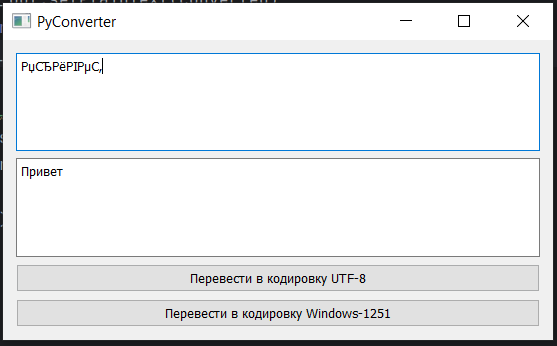 PyConverter
РџСЂРёРІРµС‚
Привет
Перевести в кодировку UTF-8
Перевести в кодировку Windows-1251